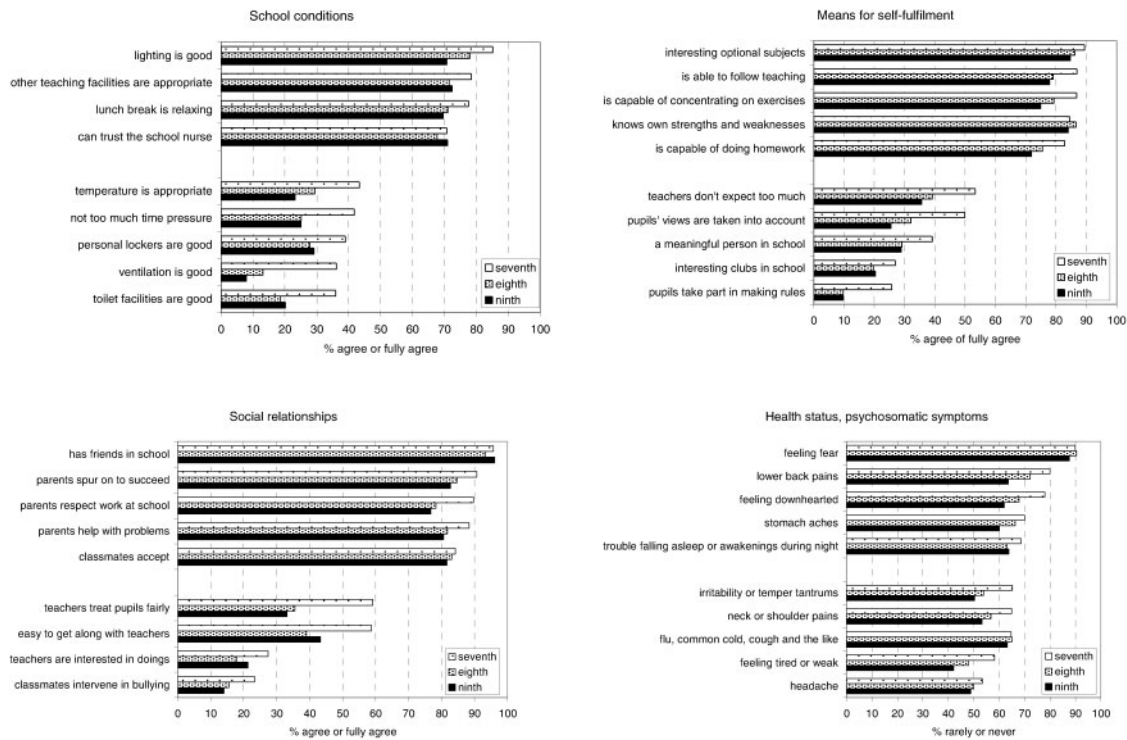 School conditions
lighting is good
other teaching facilities are appropriate
lunch break is relaxing
can trust the school nurse
temperature is appropriate
not too much time pressure
personal lockers are good
ventilation is good
toilet facilities are good
seventh
eighth
ninth
0 10 20 30 40 50 60 70 80 90 100
% agree or fully agree
Means for self-fulfilment
interesting optional subjects
is able to follow teaching
is capable of concentrating on exercises
knows own strengths and weaknesses
is capable of doing homework
teachers don't expect too much
pupils' views are taken into account
a meaningful person in school
interesting clubs in school
pupils take part in making rules
seventh
eighth
ninth
0 10 20 30 40 50 60 70 80 90 100
% agree of fully agree
Social relationships
has friends in school
parents spur on to succeed
parents respect work at school
parents help with problems
classmates accept
teachers treat pupils fairly
easy to get along with teachers
teachers are interested in doings
classmates intervene in bullying
seventh
eighth
ninth
0 10 20 30 40 50 60 70 80 90 100
% agree or fully agree
Health status, psychosomatic symptoms
feeling fear
lower back pains
feeling downhearted
stomach aches
trouble falling asleep or awakenings during night
irritability or temper tantrums
neck or shoulder pains
flu, common cold, cough and the like
feeling tired or weak
headache
seventh
eighth
ninth
0 10 20 30 40 50 60 70 80 90 100
% rarely or never